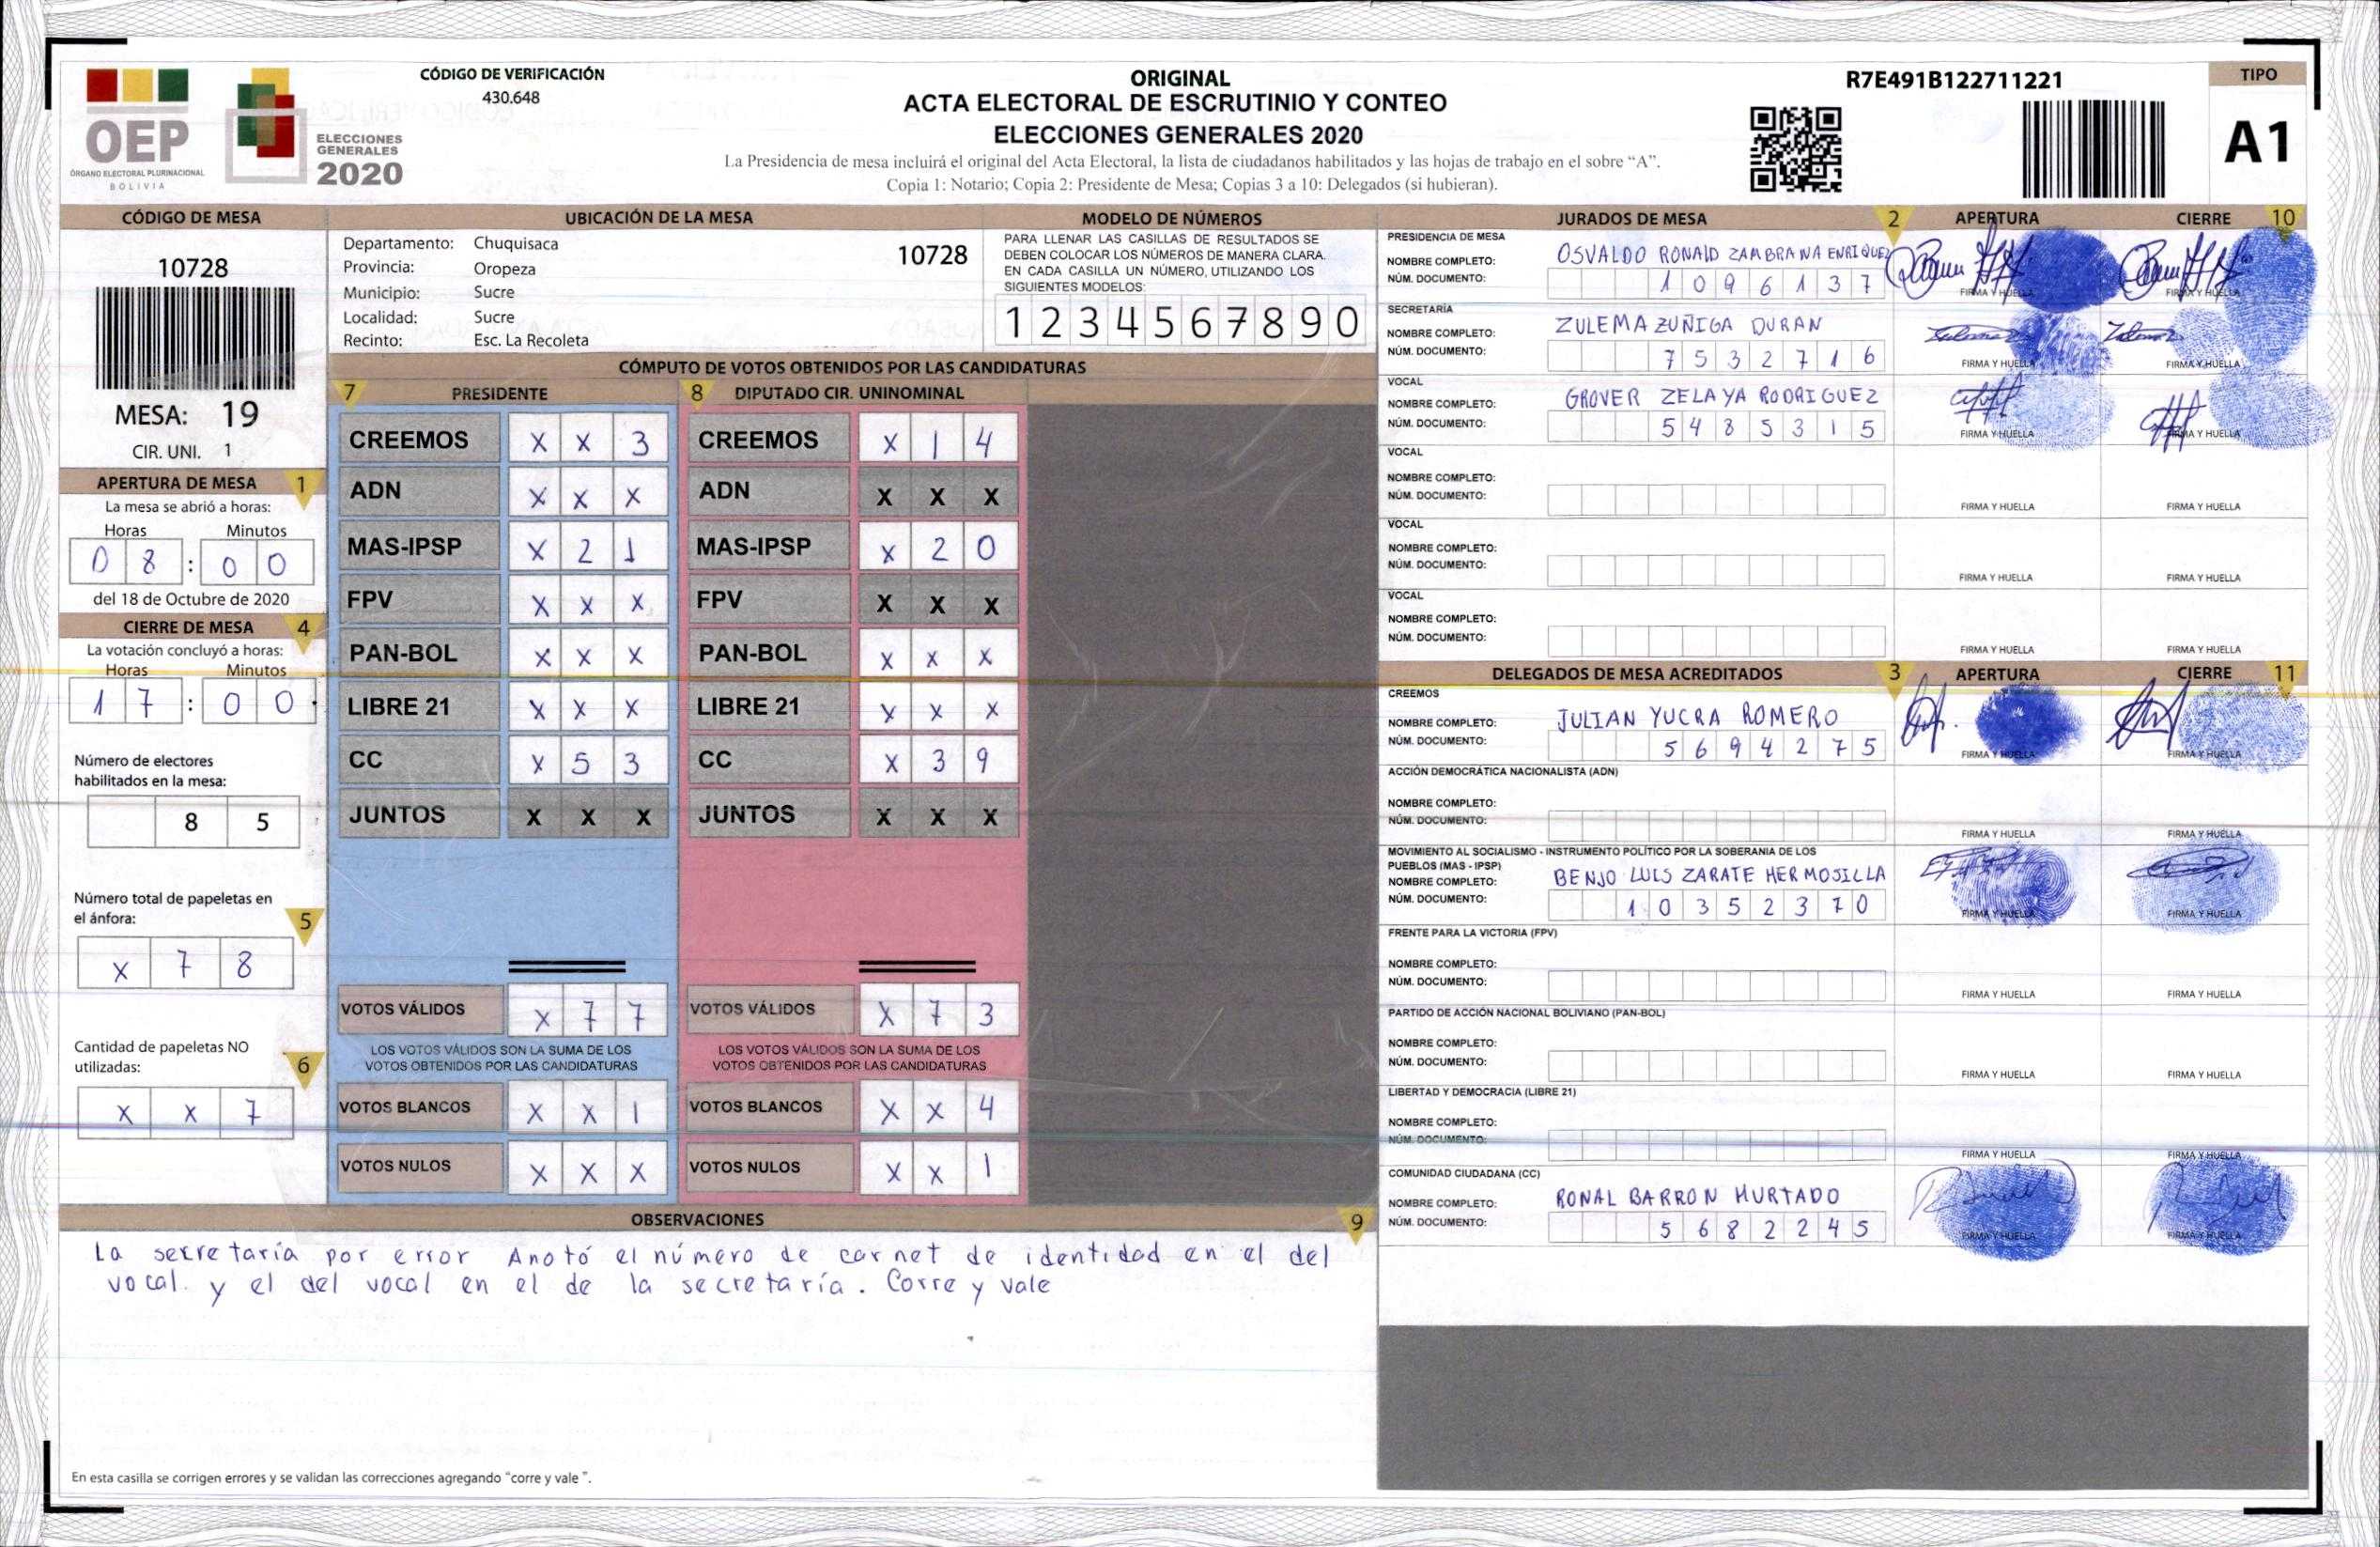 CÓDIGO DE VERIFICACIÓN
430.648
OEP
ÓRGANO ELECTORAL PLURINACIONAL
BOLIVIA
ELECCIONES
GENERALES
2020
ORIGINAL
ACTA ELECTORAL DE ESCRUTINIO Y CONTEO
ELECCIONES GENERALES 2020
La Presidencia de mesa incluirá el original del Acta Electoral, la lista de ciudadanos habilitados y las hojas de trabajo en el sobre “A”.
Copia 1: Notario; Copia 2: Presidente de Mesa; Copias 3 a 10: Delegados (si hubieran).
R7E491B122711221
TIPO
A1
CÓDIGO DE MESA
10728
MESA: 19
CIR. UNI. 1
APERTURA DE MESA 1
La mesa se abrió a horas:
Horas Minutos
0 8 : 0 0
del 18 de Octubre de 2020
CIERRE DE MESA 4
La votación concluyó a horas:
Horas Minutos
1 7 : 0 0
Número de electores
habilitados en la mesa:
8 5
Número total de papeletas en
el ánfora: 5
X 7 8
Cantidad de papeletas NO
utilizadas: 6
X X 7
UBICACIÓN DE LA MESA
Departamento: Chuquisaca 10728
Provincia: Oropeza
Municipio: Sucre
Localidad: Sucre
Recinto: Esc. La Recoleta
MODELO DE NÚMEROS
PARA LLENAR LAS CASILLAS DE RESULTADOS SE
DEBEN COLOCAR LOS NÚMEROS DE MANERA CLARA.
EN CADA CASILLA UN NÚMERO, UTILIZANDO LOS
SIGUIENTES MODELOS:
1 2 3 4 5 6 7 8 9 0
CÓMPUTO DE VOTOS OBTENIDOS POR LAS CANDIDATURAS
7 PRESIDENTE 8 DIPUTADO CIR. UNINOMINAL
CREEMOS X X 3 CREEMOS X 1 4
ADN X X X ADN X X X
MAS-IPSP X 2 1 MAS-IPSP X 2 0
FPV X X X FPV X X X
PAN-BOL X X X PAN-BOL X X X
LIBRE 21 X X X LIBRE 21 X X X
CC X 5 3 CC X 3 9
JUNTOS X X X JUNTOS X X X
VOTOS VÁLIDOS X 7 7 VOTOS VÁLIDOS X 7 3
LOS VOTOS VÁLIDOS SON LA SUMA DE LOS LOS VOTOS VÁLIDOS SON LA SUMA DE LOS
VOTOS OBTENIDOS POR LAS CANDIDATURAS VOTOS OBTENIDOS POR LAS CANDIDATURAS
VOTOS BLANCOS X X 1 VOTOS BLANCOS X X 4
VOTOS NULOS X X X VOTOS NULOS X X 1
OBSERVACIONES 9
La secretaría por error Anotó el número de carnet de identidad en el del
vocal. y el del vocal en el de la secretaría. Corre y vale
En esta casilla se corrigen errores y se validan las correcciones agregando “corre y vale”.
JURADOS DE MESA 2 APERTURA CIERRE 10
PRESIDENCIA DE MESA
NOMBRE COMPLETO: OSVALDO RONALD ZAMBRANA ENRIQUEZ
NÚM. DOCUMENTO: 1 0 9 6 1 3 7
FIRMA Y HUELLA FIRMA Y HUELLA
SECRETARÍA
NOMBRE COMPLETO: ZULEMA ZUÑIGA DURAN
NÚM. DOCUMENTO: 7 5 3 2 7 1 6
FIRMA Y HUELLA FIRMA Y HUELLA
VOCAL
NOMBRE COMPLETO: GROVER ZELAYA RODRIGUEZ
NÚM. DOCUMENTO: 5 4 8 5 3 1 5
FIRMA Y HUELLA FIRMA Y HUELLA
VOCAL
NOMBRE COMPLETO:
NÚM. DOCUMENTO:
FIRMA Y HUELLA FIRMA Y HUELLA
VOCAL
NOMBRE COMPLETO:
NÚM. DOCUMENTO:
FIRMA Y HUELLA FIRMA Y HUELLA
VOCAL
NOMBRE COMPLETO:
NÚM. DOCUMENTO:
FIRMA Y HUELLA FIRMA Y HUELLA
DELEGADOS DE MESA ACREDITADOS 3 APERTURA CIERRE 11
CREEMOS
NOMBRE COMPLETO: JULIAN YUCRA ROMERO
NÚM. DOCUMENTO: 5 6 9 4 2 7 5
FIRMA Y HUELLA FIRMA Y HUELLA
ACCIÓN DEMOCRÁTICA NACIONALISTA (ADN)
NOMBRE COMPLETO:
NÚM. DOCUMENTO:
FIRMA Y HUELLA FIRMA Y HUELLA
MOVIMIENTO AL SOCIALISMO - INSTRUMENTO POLÍTICO POR LA SOBERANIA DE LOS
PUEBLOS (MAS - IPSP)
NOMBRE COMPLETO: BENJO LUIS ZARATE HERMOSILLA
NÚM. DOCUMENTO: 1 0 3 5 2 3 7 0
FIRMA Y HUELLA FIRMA Y HUELLA
FRENTE PARA LA VICTORIA (FPV)
NOMBRE COMPLETO:
NÚM. DOCUMENTO:
FIRMA Y HUELLA FIRMA Y HUELLA
PARTIDO DE ACCIÓN NACIONAL BOLIVIANO (PAN-BOL)
NOMBRE COMPLETO:
NÚM. DOCUMENTO:
FIRMA Y HUELLA FIRMA Y HUELLA
LIBERTAD Y DEMOCRACIA (LIBRE 21)
NOMBRE COMPLETO:
NÚM. DOCUMENTO:
FIRMA Y HUELLA FIRMA Y HUELLA
COMUNIDAD CIUDADANA (CC)
NOMBRE COMPLETO: RONAL BARRON HURTADO
NÚM. DOCUMENTO: 5 6 8 2 2 4 5
FIRMA Y HUELLA FIRMA Y HUELLA